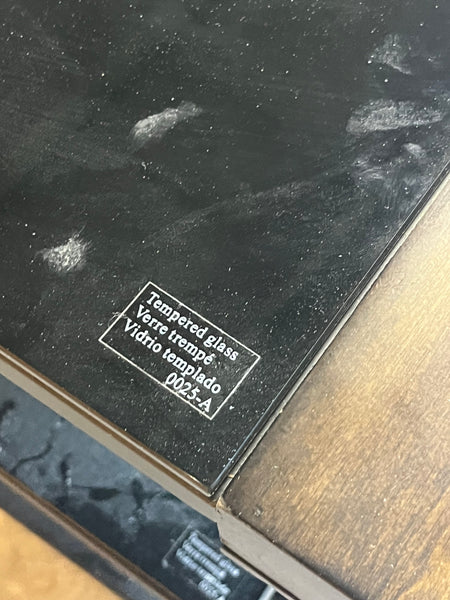 Tempered glass
Verre trempé
Vidrio templado
0025-A